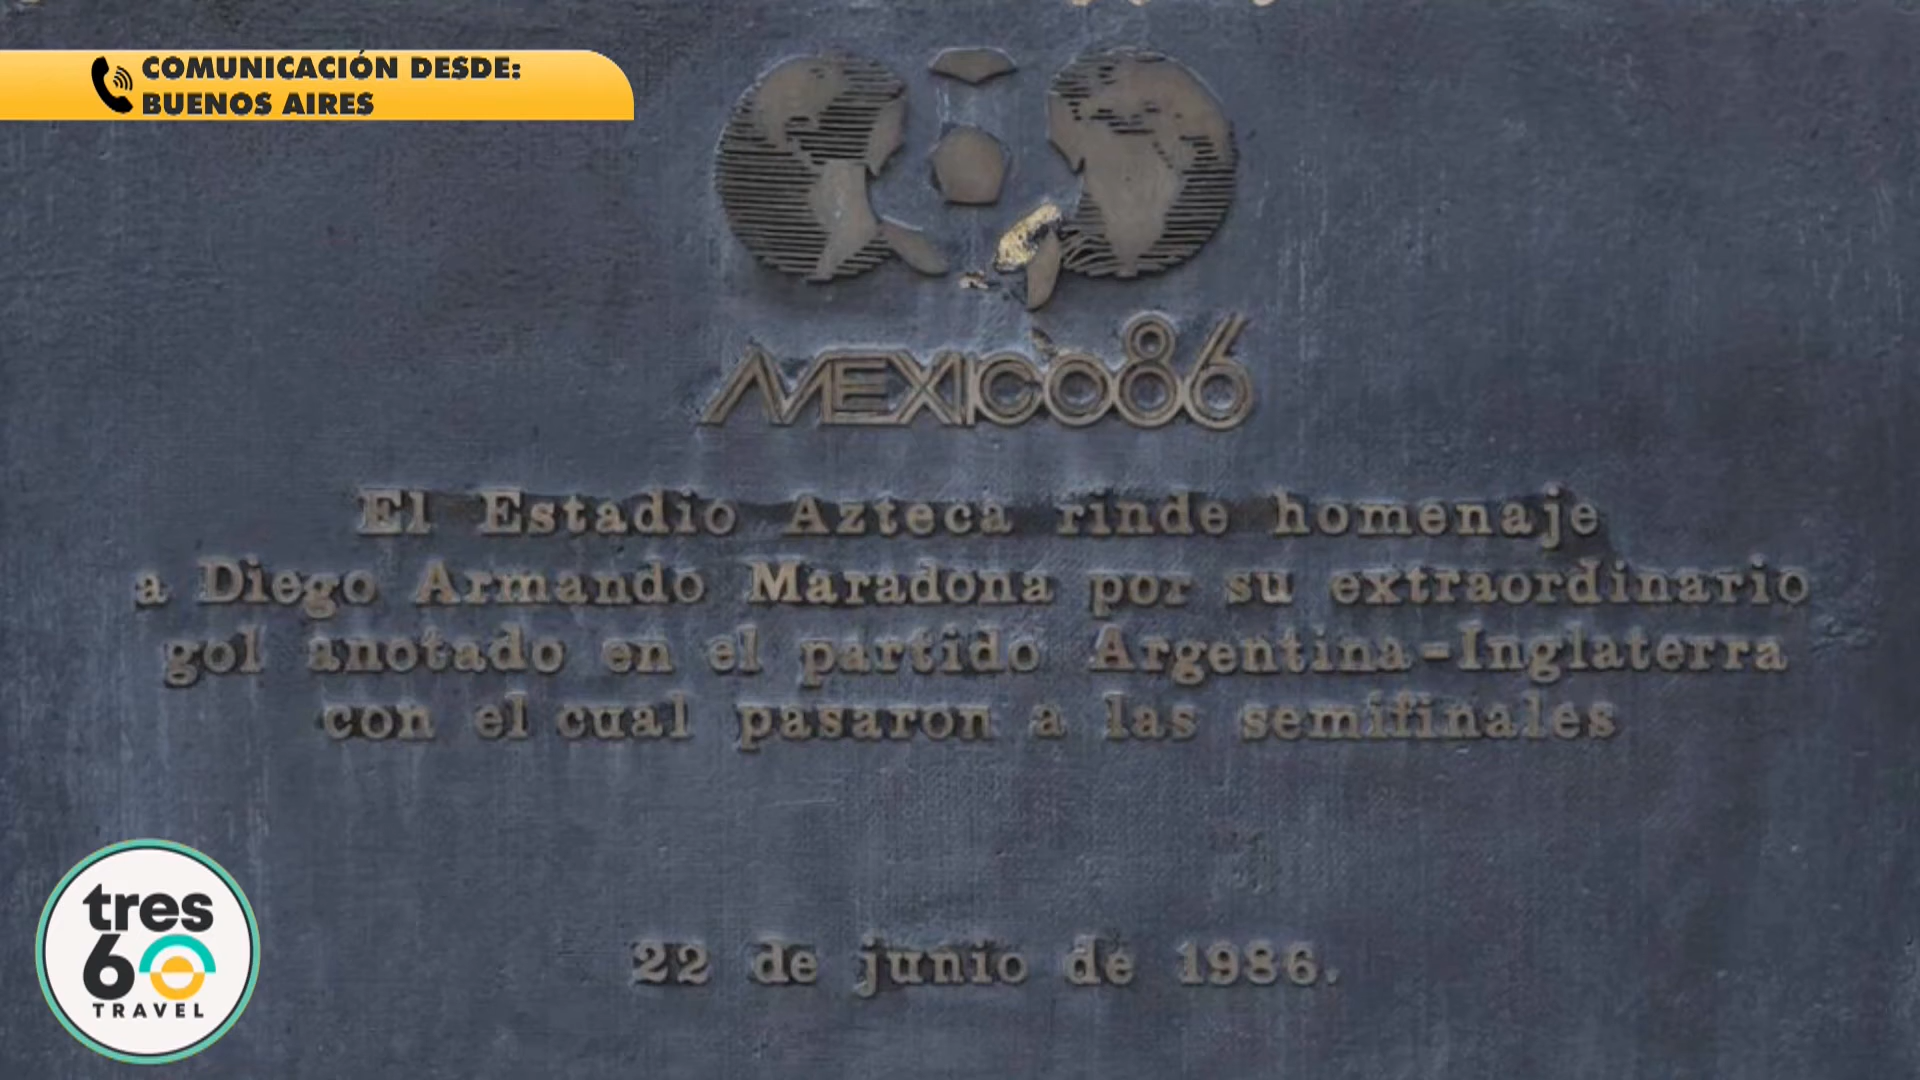 COMUNICACIÓN DESDE:
BUENOS AIRES
MEXICO86
El Estadio Azteca rinde homenaje
a Diego Armando Maradona por su extraordinario
gol anotado en el partido Argentina-Inglaterra
con el cual pasaron a las semifinales
22 de junio de 1986.
tres
60
TRAVEL